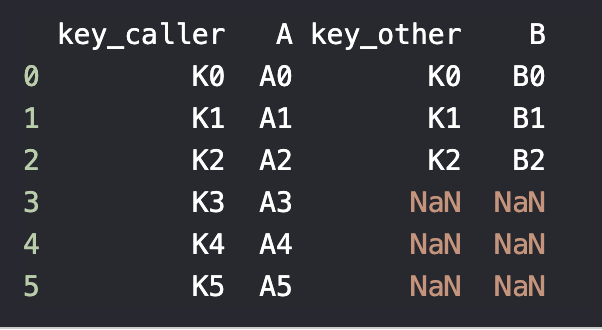 key_caller A key_other B
0 K0 A0 K0 B0
1 K1 A1 K1 B1
2 K2 A2 K2 B2
3 K3 A3 NaN NaN
4 K4 A4 NaN NaN
5 K5 A5 NaN NaN